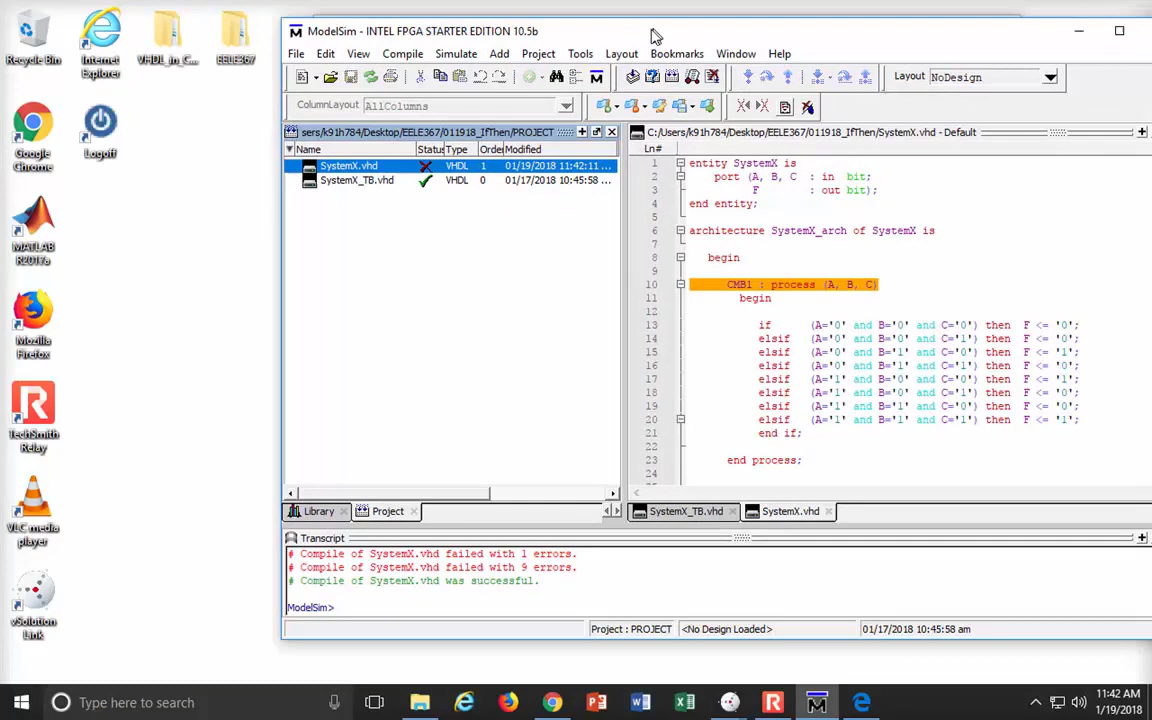 Recycle Bin
Internet Explorer
VHDL_in_C...
EELE367
Google Chrome
Logoff
MATLAB R2017a
Mozilla Firefox
TechSmith Relay
VLC media player
vSolution Link
ModelSim - INTEL FPGA STARTER EDITION 10.5b
File Edit View Compile Simulate Add Project Tools Layout Bookmarks Window Help
Layout NoDesign
ColumnLayout AllColumns
sers/k91h784/Desktop/EELE367/011918_IfThen/PROJECT
Name Statu Type Orde Modified
SystemX.vhd VHDL 1 01/19/2018 11:42:11 ...
SystemX_TB.vhd VHDL 0 01/17/2018 10:45:58 ...
Library Project
C:/Users/k91h784/Desktop/EELE367/011918_IfThen/SystemX.vhd - Default
Ln#
1 entity SystemX is
2 port (A, B, C : in bit;
3 F : out bit);
4 end entity;
5
6 architecture SystemX_arch of SystemX is
7
8 begin
9
10 CMB1 : process (A, B, C)
11 begin
12
13 if (A='0' and B='0' and C='0') then F <= '0';
14 elsif (A='0' and B='0' and C='1') then F <= '0';
15 elsif (A='0' and B='1' and C='0') then F <= '1';
16 elsif (A='0' and B='1' and C='1') then F <= '0';
17 elsif (A='1' and B='0' and C='0') then F <= '1';
18 elsif (A='1' and B='0' and C='1') then F <= '0';
19 elsif (A='1' and B='1' and C='0') then F <= '0';
20 elsif (A='1' and B='1' and C='1') then F <= '1';
21 end if;
22
23 end process;
24
SystemX_TB.vhd SystemX.vhd
Transcript
# Compile of SystemX.vhd failed with 1 errors.
# Compile of SystemX.vhd failed with 9 errors.
# Compile of SystemX.vhd was successful.
ModelSim>
Project : PROJECT <No Design Loaded> 01/17/2018 10:45:58 am
Type here to search
11:42 AM
1/19/2018